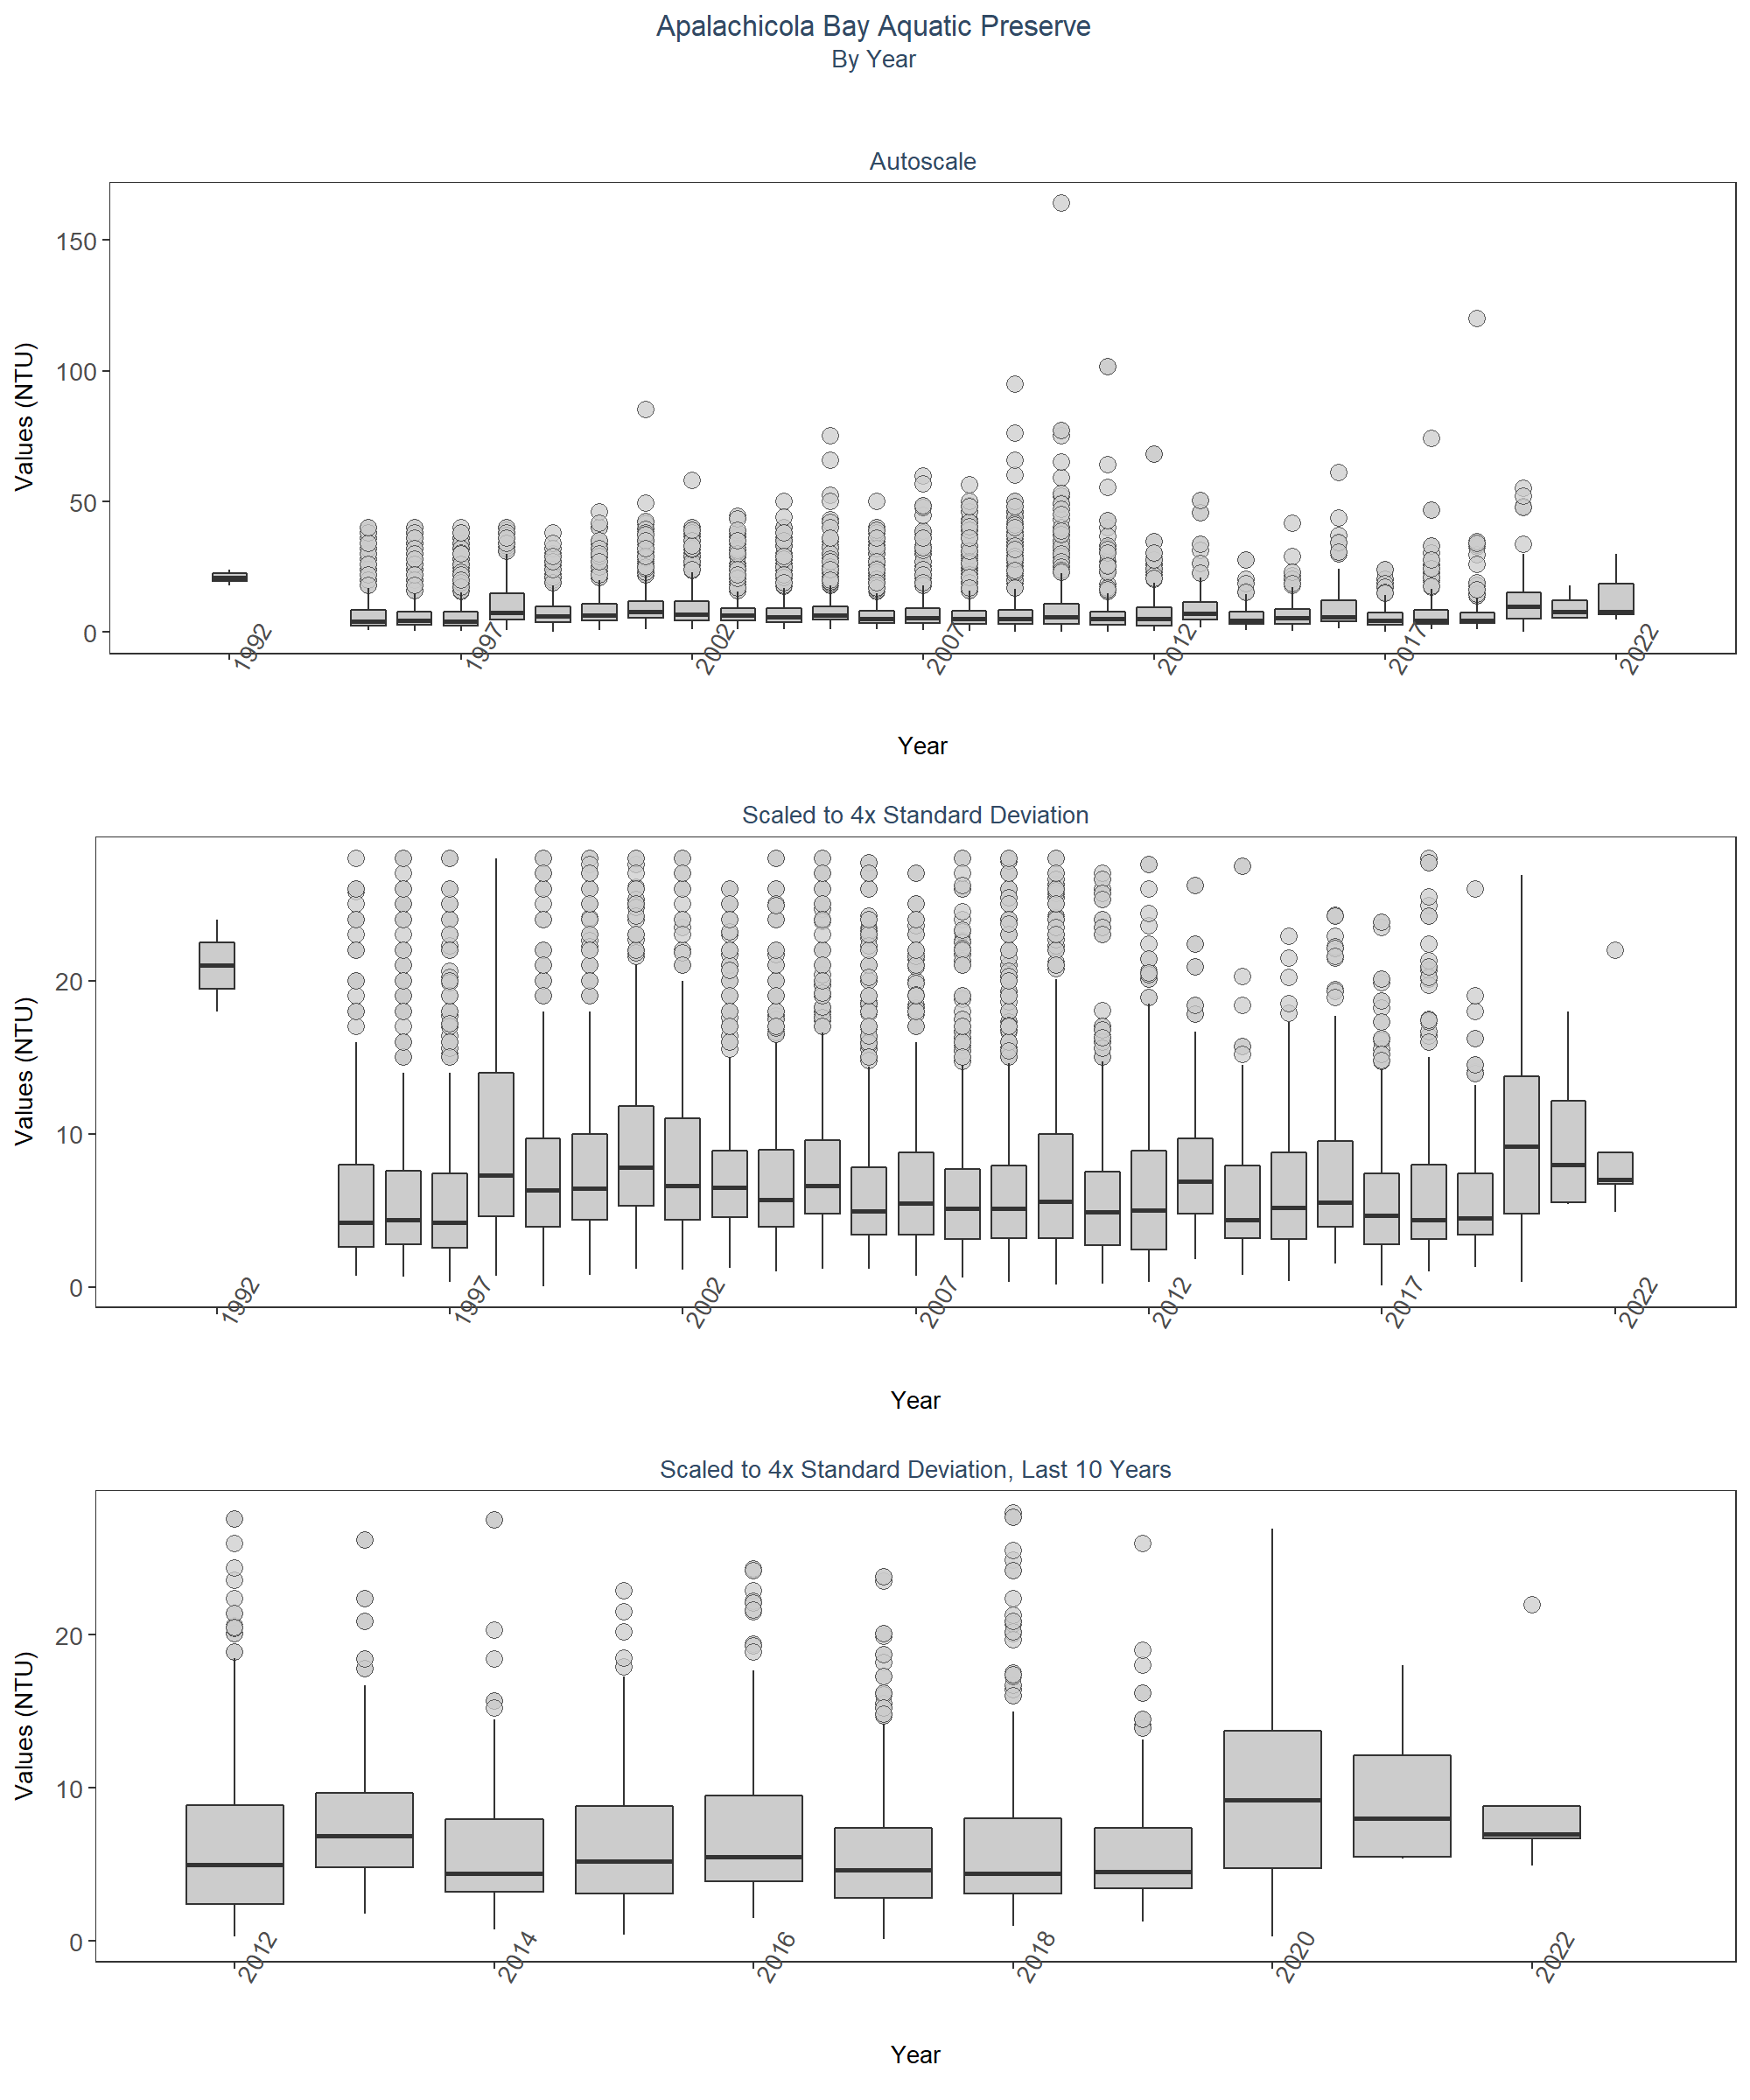 Apalachicola Bay Aquatic Preserve
By Year
Autoscale
Values (NTU)
150
100
50
0
1992 1997 2002 2007 2012 2017 2022
Year
Scaled to 4x Standard Deviation
Values (NTU)
20
10
0
1992 1997 2002 2007 2012 2017 2022
Year
Scaled to 4x Standard Deviation, Last 10 Years
Values (NTU)
20
10
0
2012 2014 2016 2018 2020 2022
Year